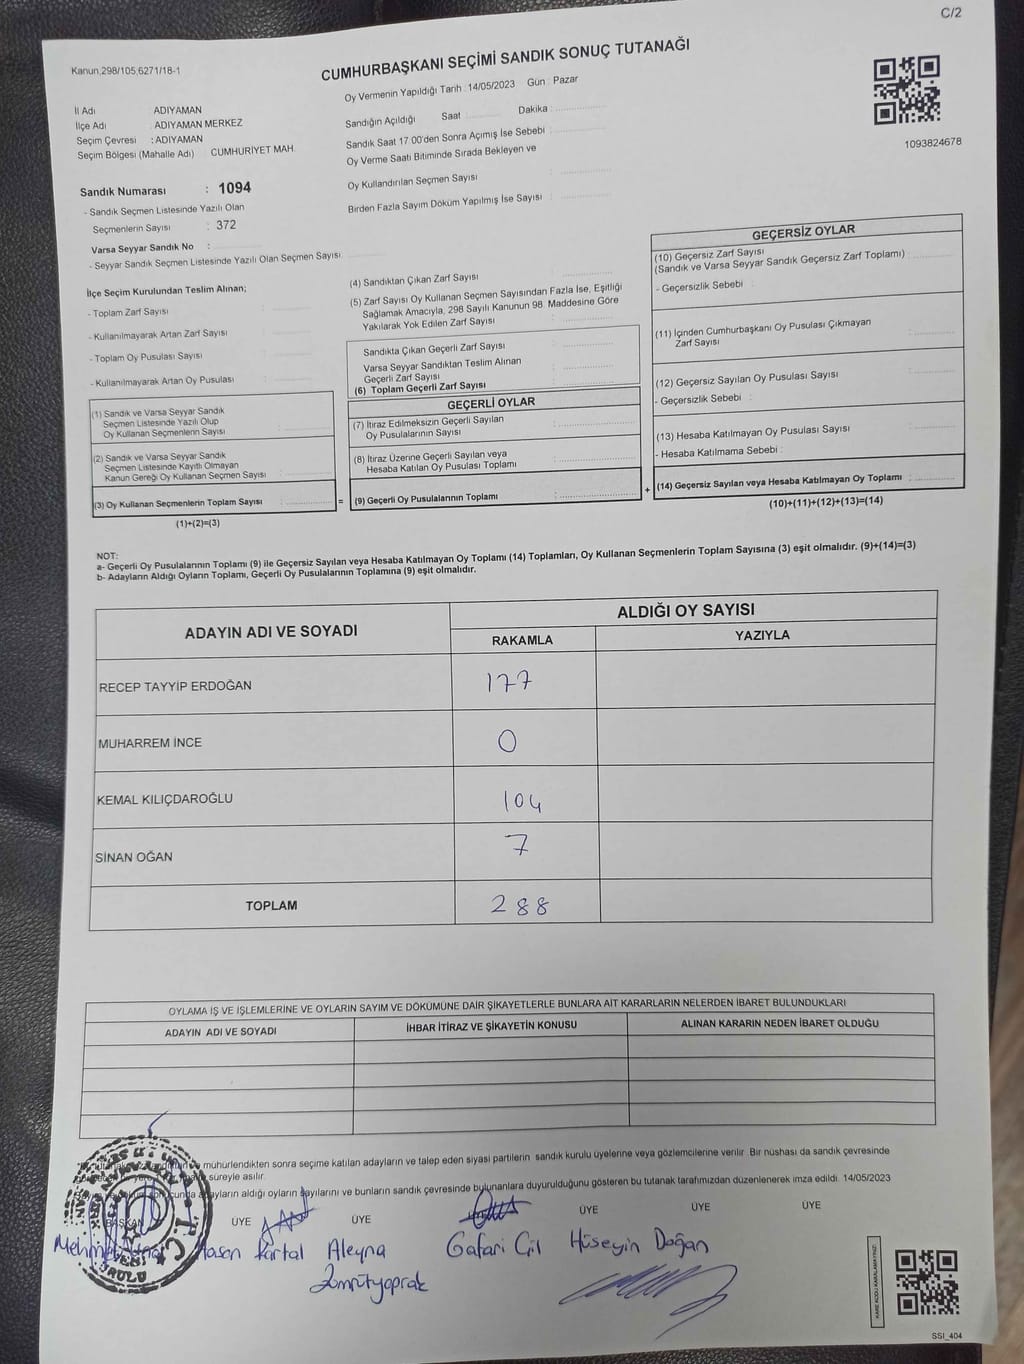 C/2
Kanun,298/105,6271/18-1
CUMHURBAŞKANI SEÇİMİ SANDIK SONUÇ TUTANAĞI
Oy Vermenin Yapıldığı Tarih : 14/05/2023 Gün : Pazar
İl Adı ADIYAMAN
İlçe Adı ADIYAMAN MERKEZ
Seçim Çevresi : ADIYAMAN
Seçim Bölgesi (Mahalle Adı) CUMHURİYET MAH.
Sandığın Açıldığı Saat Dakika :
Sandık Saat 17:00'den Sonra Açımış İse Sebebi :
Oy Verme Saati Bitiminde Sırada Bekleyen ve
Oy Kullandırılan Seçmen Sayısı :
Birden Fazla Sayım Döküm Yapılmış İse Sayısı :
1093824678
Sandık Numarası : 1094
- Sandık Seçmen Listesinde Yazılı Olan
Seçmenlerin Sayısı : 372
Varsa Seyyar Sandık No :
- Seyyar Sandık Seçmen Listesinde Yazılı Olan Seçmen Sayısı:
İlçe Seçim Kurulundan Teslim Alınan;
- Toplam Zarf Sayısı :
- Kullanılmayarak Artan Zarf Sayısı :
- Toplam Oy Pusulası Sayısı :
- Kullanılmayarak Artan Oy Pusulası :
(1) Sandık ve Varsa Seyyar Sandık
Seçmen Listesinde Yazılı Olup
Oy Kullanan Seçmenlerin Sayısı :
(2) Sandık ve Varsa Seyyar Sandık
Seçmen Listesinde Kayıtlı Olmayan
Kanun Gereği Oy Kullanan Seçmen Sayısı :
(3) Oy Kullanan Seçmenlerin Toplam Sayısı :
(1)+(2)=(3)
(4) Sandıktan Çıkan Zarf Sayısı :
(5) Zarf Sayısı Oy Kullanan Seçmen Sayısından Fazla İse, Eşitliği
Sağlamak Amacıyla, 298 Sayılı Kanunun 98. Maddesine Göre
Yakılarak Yok Edilen Zarf Sayısı :
Sandıkta Çıkan Geçerli Zarf Sayısı :
Varsa Seyyar Sandıktan Teslim Alınan
Geçerli Zarf Sayısı :
(6) Toplam Geçerli Zarf Sayısı :
GEÇERLİ OYLAR
(7) İtiraz Edilmeksizin Geçerli Sayılan
Oy Pusulalarının Sayısı :
(8) İtiraz Üzerine Geçerli Sayılan veya
Hesaba Katılan Oy Pusulası Toplamı :
= (9) Geçerli Oy Pusulalarının Toplamı :
GEÇERSİZ OYLAR
(10) Geçersiz Zarf Sayısı
(Sandık ve Varsa Seyyar Sandık Geçersiz Zarf Toplamı) :
- Geçersizlik Sebebi :
(11) İçinden Cumhurbaşkanı Oy Pusulası Çıkmayan
Zarf Sayısı :
(12) Geçersiz Sayılan Oy Pusulası Sayısı :
- Geçersizlik Sebebi :
(13) Hesaba Katılmayan Oy Pusulası Sayısı :
- Hesaba Katılmama Sebebi :
+ (14) Geçersiz Sayılan veya Hesaba Katılmayan Oy Toplamı :
(10)+(11)+(12)+(13)=(14)
NOT:
a- Geçerli Oy Pusulalarının Toplamı (9) ile Geçersiz Sayılan veya Hesaba Katılmayan Oy Toplamı (14) Toplamları, Oy Kullanan Seçmenlerin Toplam Sayısına (3) eşit olmalıdır. (9)+(14)=(3)
b- Adayların Aldığı Oyların Toplamı, Geçerli Oy Pusulalarının Toplamına (9) eşit olmalıdır.
ADAYIN ADI VE SOYADI ALDIĞI OY SAYISI
RAKAMLA YAZIYLA
RECEP TAYYİP ERDOĞAN 177
MUHARREM İNCE 0
KEMAL KILIÇDAROĞLU 104
SİNAN OĞAN 7
TOPLAM 288
OYLAMA İŞ VE İŞLEMLERİNE VE OYLARIN SAYIM VE DÖKÜMÜNE DAİR ŞİKAYETLERLE BUNLARA AİT KARARLARIN NELERDEN İBARET BULUNDUKLARI
ADAYIN ADI VE SOYADI İHBAR İTİRAZ VE ŞİKAYETİN KONUSU ALINAN KARARIN NEDEN İBARET OLDUĞU
mühürlendikten sonra seçime katılan adayların ve talep eden siyasi partilerin sandık kurulu üyelerine veya gözlemcilerine verilir. Bir nüshası da sandık çevresinde
süreyle asılır.
adayların aldığı oyların sayılarını ve bunların sandık çevresinde bulunanlara duyurulduğunu gösteren bu tutanak tarafımızdan düzenlenerek imza edildi. 14/05/2023
BAŞKAN ÜYE ÜYE ÜYE ÜYE ÜYE
Mehmet Hasan Kartal Aleyna Gafari Gil Hüseyin Doğan
Zümrütyoprak
KARE KODU KARALAMAYINIZ!
SSI_404